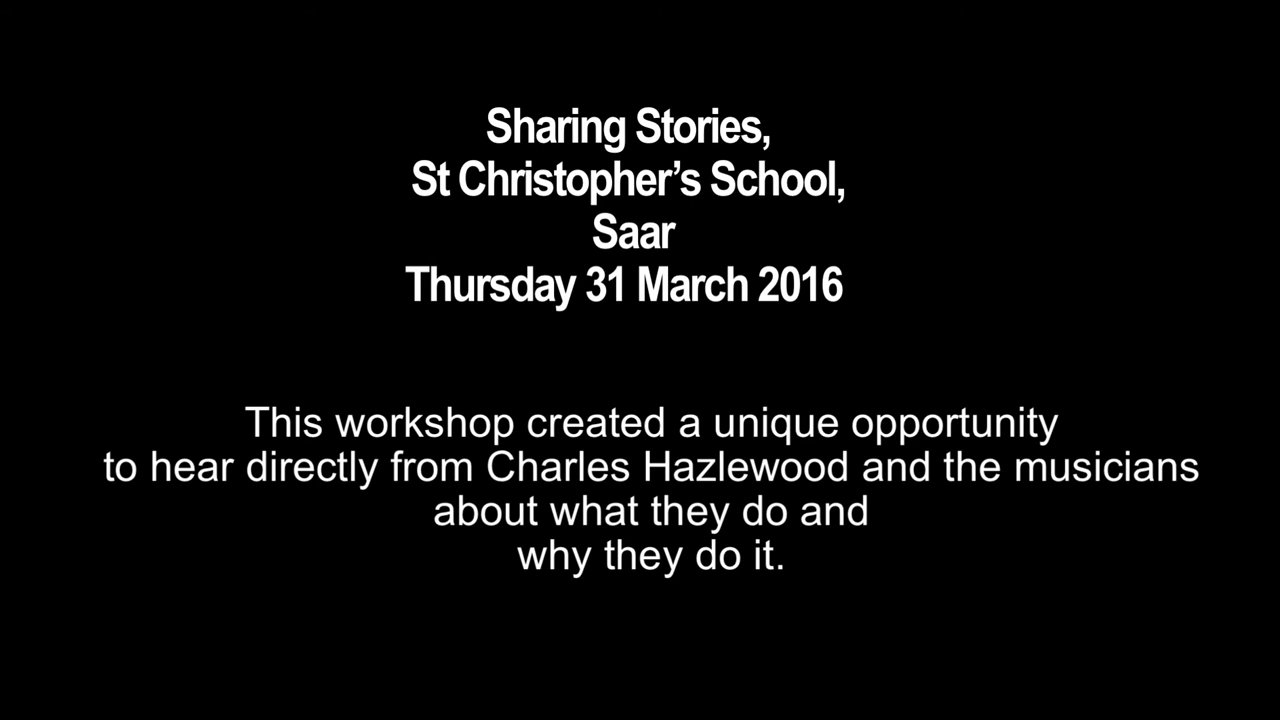 Sharing Stories,
St Christopher’s School,
Saar
Thursday 31 March 2016
This workshop created a unique opportunity
to hear directly from Charles Hazlewood and the musicians
about what they do and
why they do it.